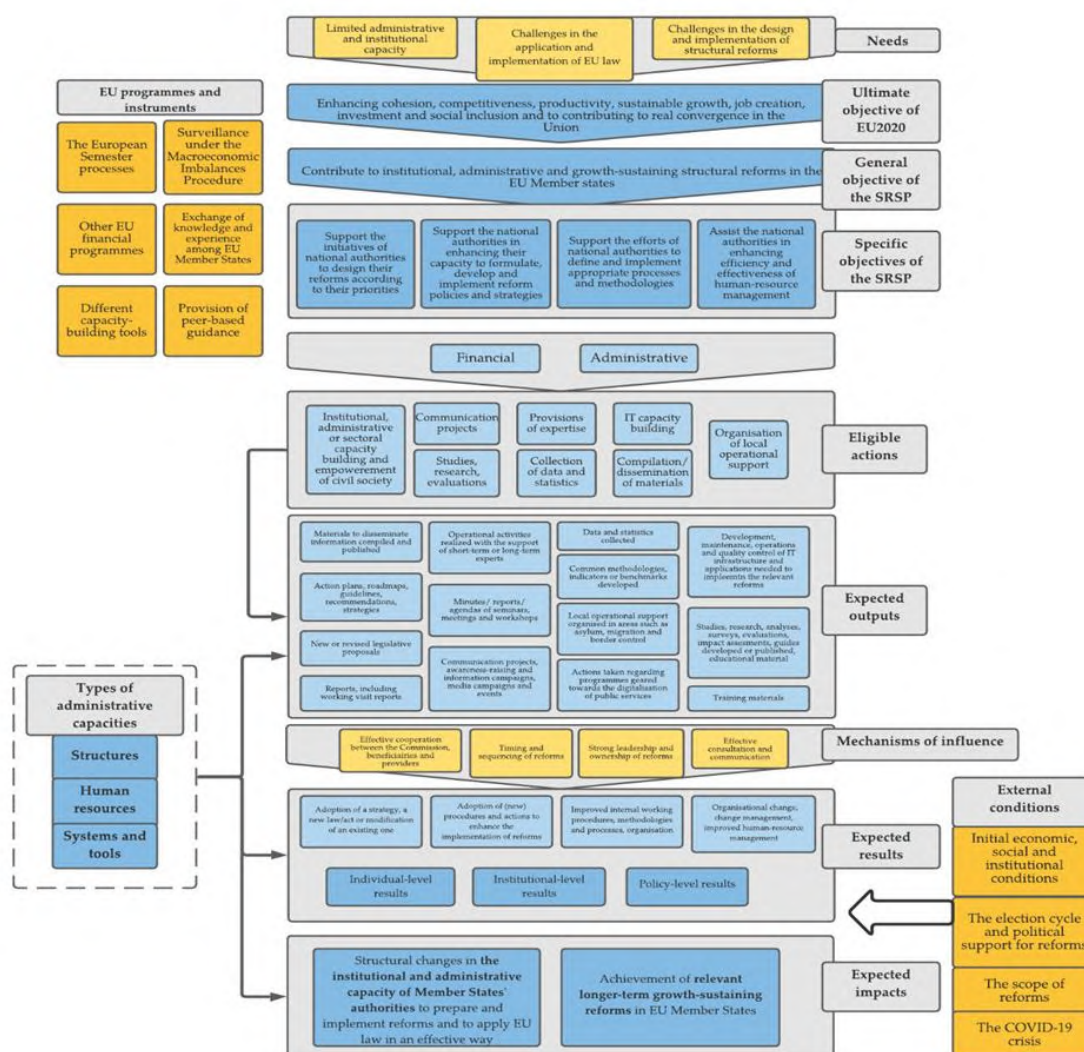 Limited administrative
and institutional
capacity
Challenges in the
application and
implementation of EU law
Challenges in the design
and implementation of
structural reforms
Needs
EU programmes and
instruments
The European
Semester
processes
Surveillance
under the
Macroeconomic
Imbalances
Procedure
Other EU
financial
programmes
Exchange of
knowledge and
experience
among EU
Member States
Different
capacity-
building tools
Provision of
peer-based
guidance
Enhancing cohesion, competitiveness, productivity, sustainable growth, job creation,
investment and social inclusion and to contributing to real convergence in the
Union
Ultimate
objective of
EU2020
Contribute to institutional, administrative and growth-sustaining structural reforms in the
EU Member states
General
objective of
the SRSP
Support the
initiatives of
national authorities
to design their
reforms according
to their priorities
Support the national
authorities in
enhancing their
capacity to formulate,
develop and
implement reform
policies and strategies
Support the efforts of
national authorities to
define and implement
appropriate processes
and methodologies
Assist the national
authorities in
enhancing
efficiency and
effectiveness of
human-resource
management
Specific
objectives of
the SRSP
Financial
Administrative
Institutional,
administrative
or sectoral
capacity
building and
empowerement
of civil society
Communication
projects
Provisions
of expertise
IT capacity
building
Organisation
of local
operational
support
Studies,
research,
evaluations
Collection
of data and
statistics
Compilation/
dissemination
of materials
Eligible
actions
Materials to disseminate
information compiled and
published
Action plans, roadmaps,
guidelines,
recommendations,
strategies
New or revised legislative
proposals
Reports, including
working visit reports
Operational activities
realized with the support
of short-term or long-term
experts
Minutes/ reports/
agendas of seminars,
meetings and workshops
Communication projects,
awareness-raising and
information campaigns,
media campaigns and
events
Data and statistics
collected
Common methodologies,
indicators or benchmarks
developed
Local operational support
organised in areas such as
asylum, migration and
border control
Actions taken regarding
programmes geared
towards the digitalisation
of public services
Development,
maintenance, operations
and quality control of IT
infrastructure and
applications needed to
implementin the relevant
reforms
Studies, research, analyses,
surveys, evaluations,
impact assessments, guides
developed or published,
educational material
Training materials
Expected
outputs
Types of
administrative
capacities
Structures
Human
resources
Systems and
tools
Effective cooperation
between the Commission,
beneficiairies and
providers
Timing and
sequencing of reforms
Strong leadership and
ownership of reforms
Effective
consultation and
communication
Mechanisms of influence
Adoption of a strategy, a
new law/act or modification
of an existing one
Adoption of (new)
procedures and actions to
enhance the
implementation of reforms
Improved internal working
procedures, methodologies
and processes, organisation
Organisational change,
change management,
improved human-resource
management
Individual-level
results
Institutional-level
results
Policy-level results
Expected
results
External
conditions
Initial economic,
social and
institutional
conditions
The election cycle
and political
support for reforms
The scope of
reforms
The COVID-19
crisis
Structural changes in the
institutional and administrative
capacity of Member States'
authorities to prepare and
implement reforms and to apply EU
law in an effective way
Achievement of relevant
longer-term growth-sustaining
reforms in EU Member States
Expected
impacts